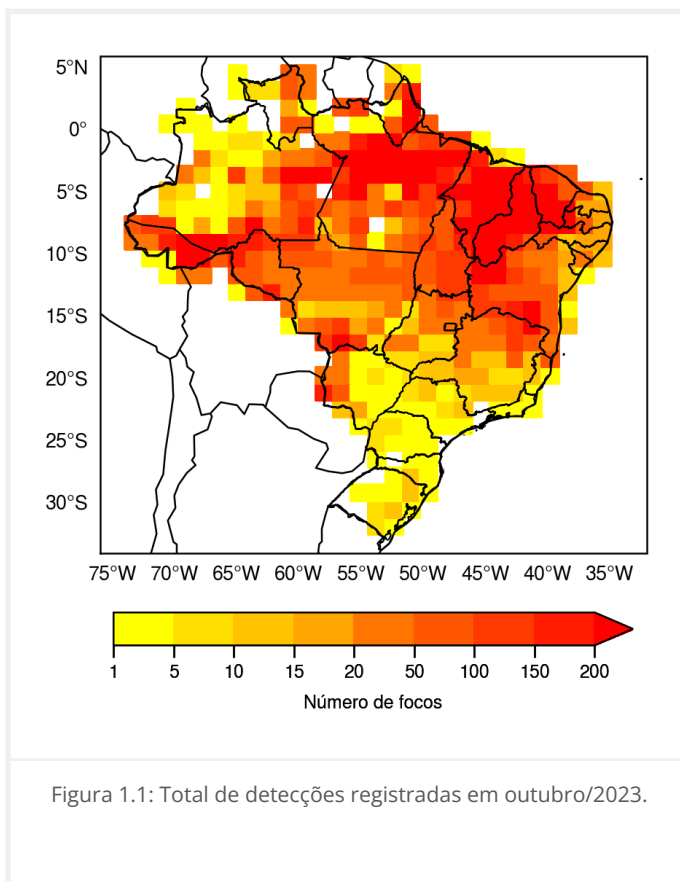 5°N
0°
5°S
10°S
15°S
20°S
25°S
30°S
75°W 70°W 65°W 60°W 55°W 50°W 45°W 40°W 35°W
1 5 10 15 20 50 100 150 200
Número de focos
Figura 1.1: Total de detecções registradas em outubro/2023.